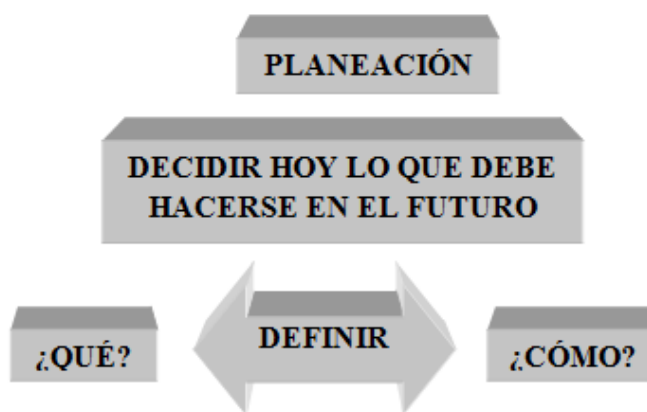 PLANEACIÓN
DECIDIR HOY LO QUE DEBE
HACERSE EN EL FUTURO
¿QUÉ?
DEFINIR
¿CÓMO?